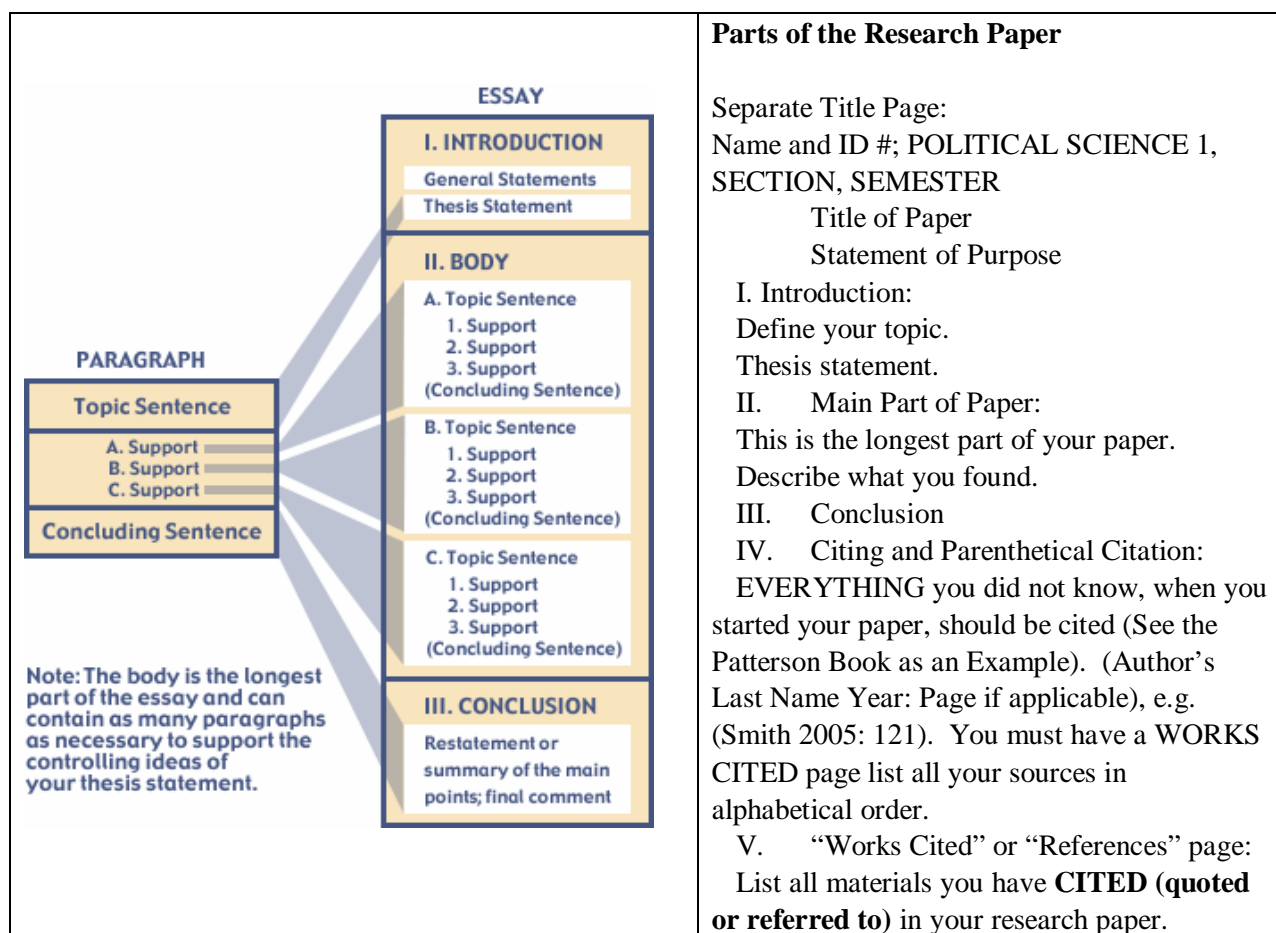 PARAGRAPH
Topic Sentence
A. Support
B. Support
C. Support
Concluding Sentence
Note: The body is the longest
part of the essay and can
contain as many paragraphs
as necessary to support the
controlling ideas of
your thesis statement.
ESSAY
I. INTRODUCTION
General Statements
Thesis Statement
II. BODY
A. Topic Sentence
1. Support
2. Support
3. Support
(Concluding Sentence)
B. Topic Sentence
1. Support
2. Support
3. Support
(Concluding Sentence)
C. Topic Sentence
1. Support
2. Support
3. Support
(Concluding Sentence)
III. CONCLUSION
Restatement or
summary of the main
points; final comment
Parts of the Research Paper
Separate Title Page:
Name and ID #; POLITICAL SCIENCE 1,
SECTION, SEMESTER
Title of Paper
Statement of Purpose
I. Introduction:
Define your topic.
Thesis statement.
II. Main Part of Paper:
This is the longest part of your paper.
Describe what you found.
III. Conclusion
IV. Citing and Parenthetical Citation:
EVERYTHING you did not know, when you
started your paper, should be cited (See the
Patterson Book as an Example). (Author’s
Last Name Year: Page if applicable), e.g.
(Smith 2005: 121). You must have a WORKS
CITED page list all your sources in
alphabetical order.
V. “Works Cited” or “References” page:
List all materials you have CITED (quoted
or referred to) in your research paper.